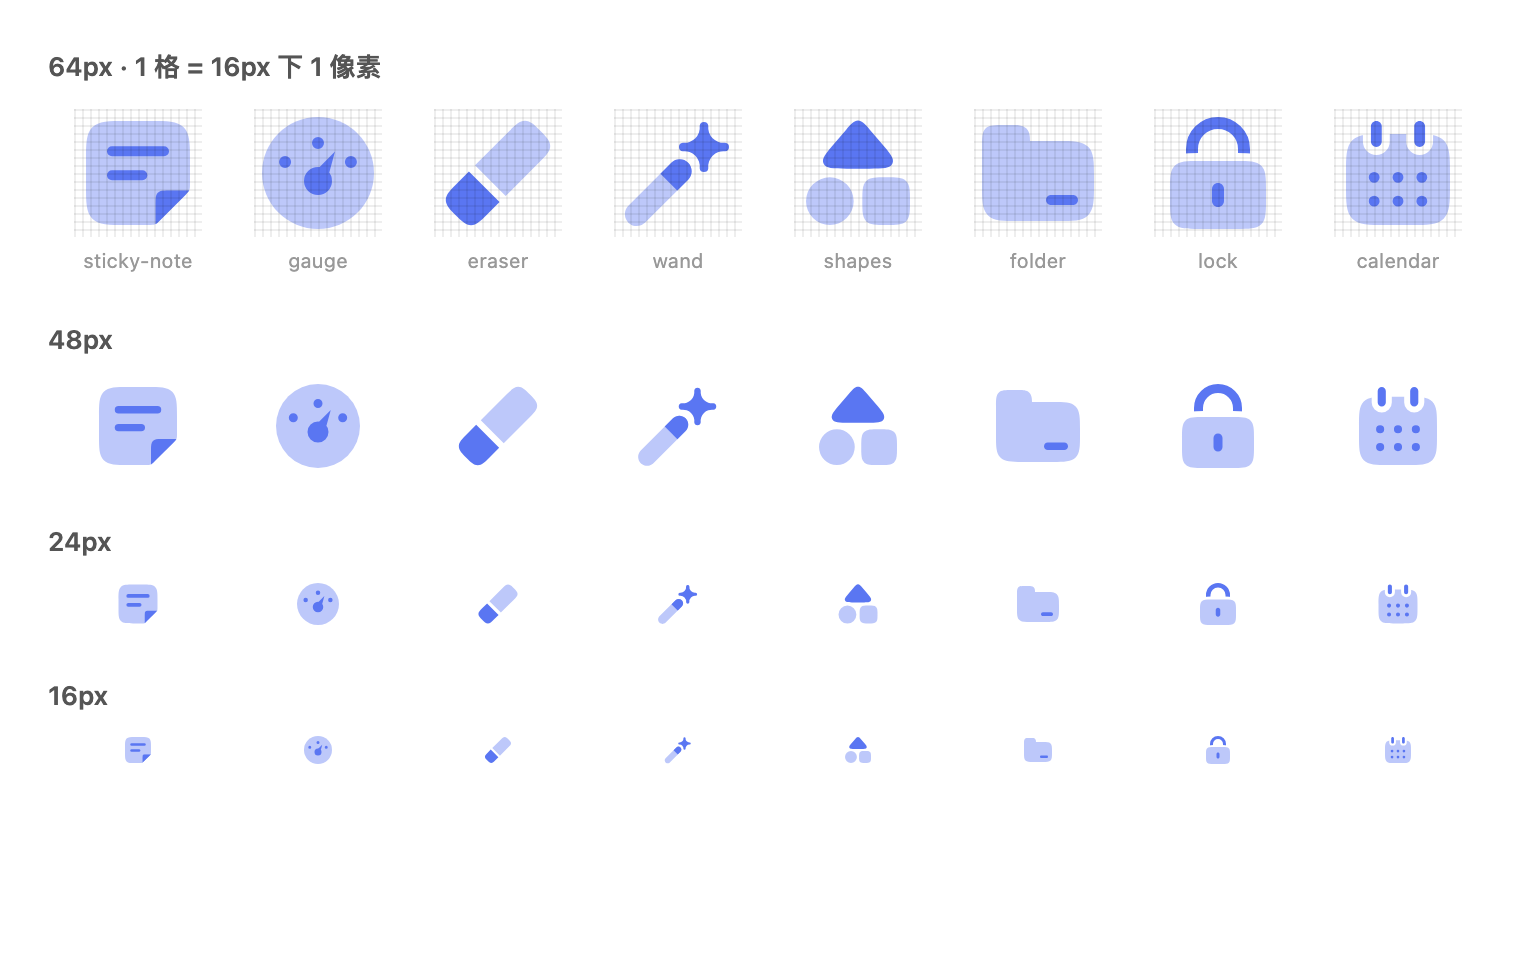 64px · 1 格 = 16px 下 1 像素
sticky-note gauge eraser wand shapes folder lock calendar
48px
24px
16px